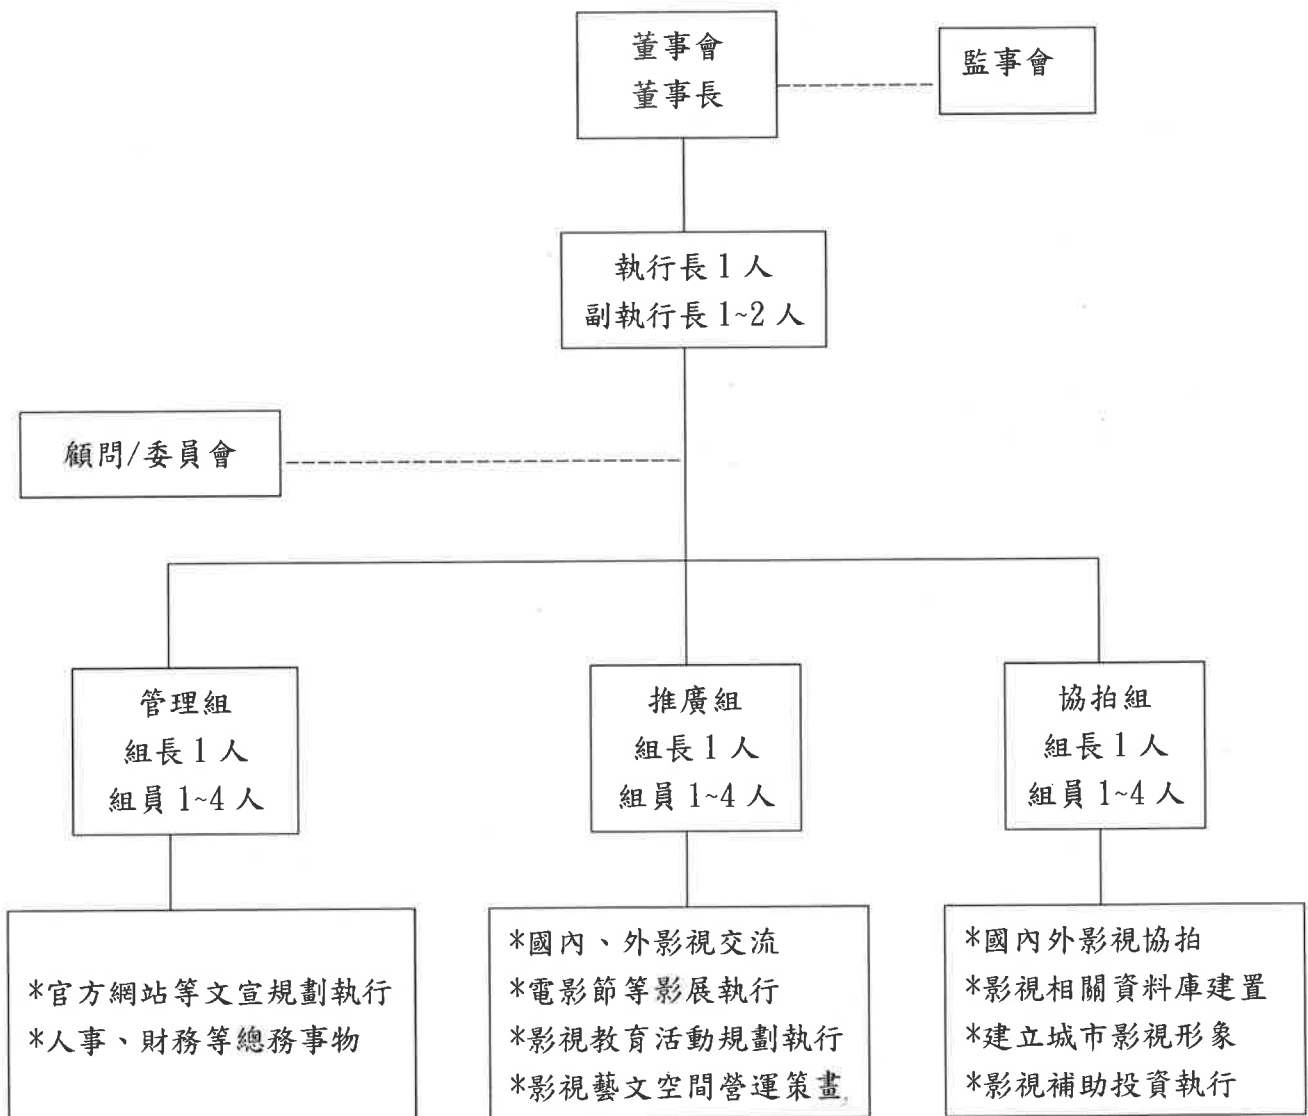 董事會
董事長
監事會
執行長 1 人
副執行長 1~2 人
顧問/委員會
管理組
組長 1 人
組員 1~4 人
推廣組
組長 1 人
組員 1~4 人
協拍組
組長 1 人
組員 1~4 人
*官方網站等文宣規劃執行
*人事、財務等總務事物
*國內、外影視交流
*電影節等影展執行
*影視教育活動規劃執行
*影視藝文空間營運策畫
*國內外影視協拍
*影視相關資料庫建置
*建立城市影視形象
*影視補助投資執行